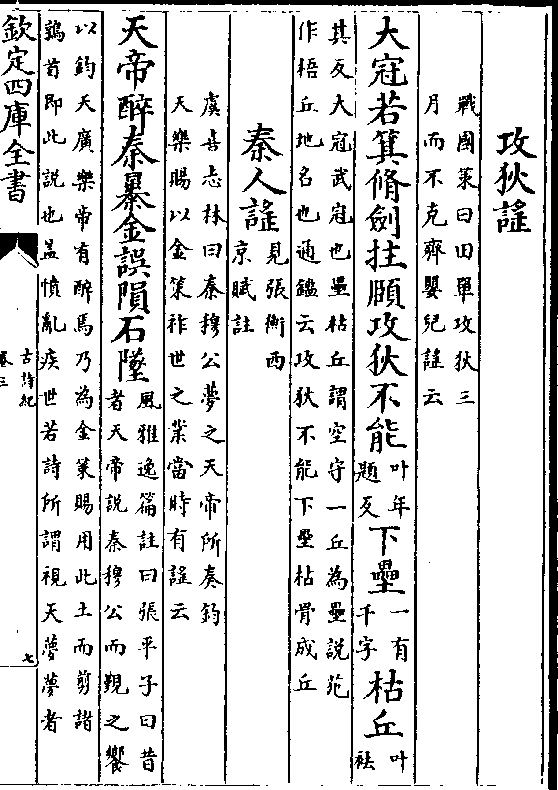 攻狄謠
戰國策曰田單攻狄三
月而不克齊嬰兒謠云
大冠若箕脩劍拄頤攻狄不能叶年題反下壘一有千字枯丘叶袪
其反大冠武冠也壘枯丘謂空守一丘為壘說苑
作梧丘地名也通鑑云攻狄不能下壘枯骨成丘
秦人謠見張衡西京賦註
虞喜志林曰秦穆公夢之天帝所奏鈞
天樂賜以金策祚世之業當時有謠云
天帝醉秦暴金誤隕石墜風雅逸篇註曰張平子曰昔者天帝説秦穆公而覲之饗
以鈞天廣樂帝有醉焉乃為金策賜用此土而剪諸
鶉首即此説也盖憤亂疾世若詩所謂視天夢夢者
欽定四庫全書
古詩紀
卷三
七